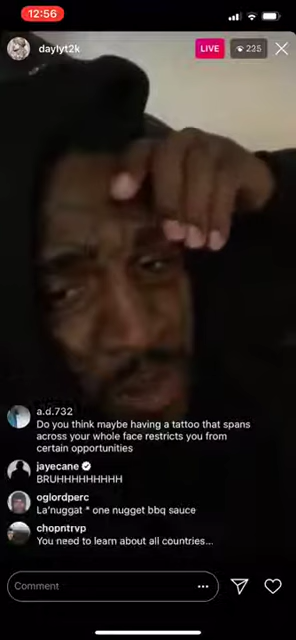 12:56
daylyt2k
LIVE
235
a.d.732
Do you think maybe having a tattoo that spans
across your whole face restricts you from
certain opportunities
jayecane
BRUHHHHHHHHH
oglordperc
La'nuggat * one nugget bbq sauce
chopntrvp
You need to learn about all countries...
Comment